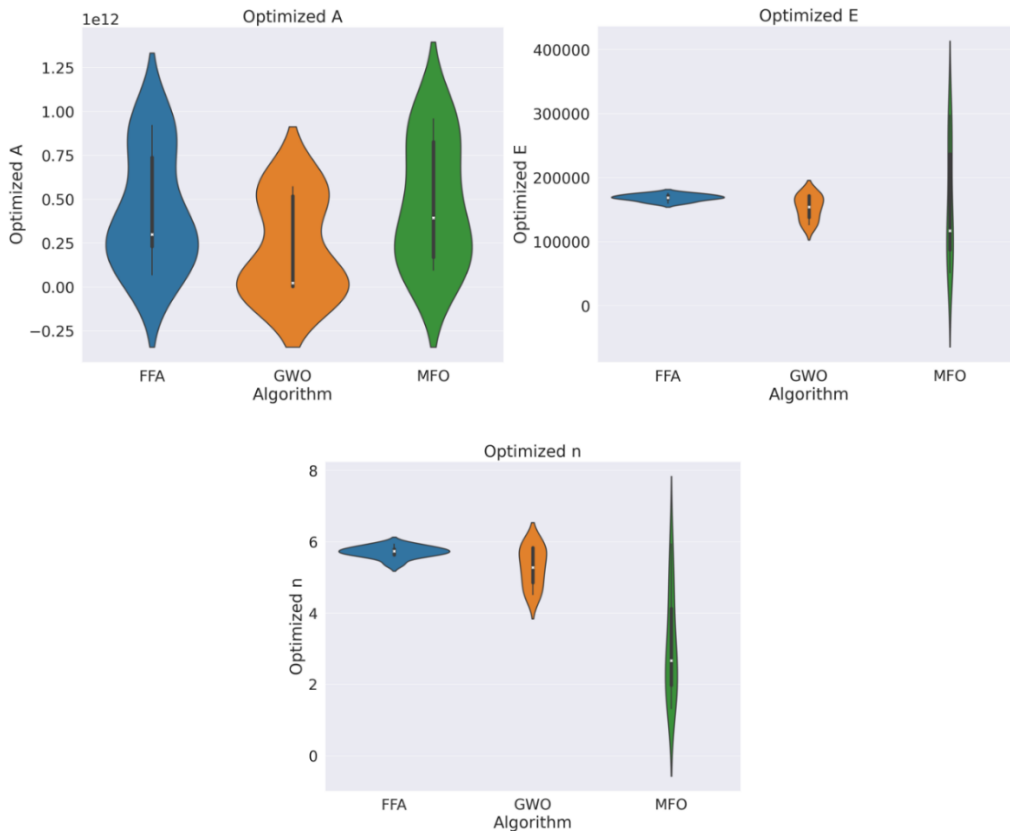 Optimized A
1e12
1.25
1.00
0.75
0.50
0.25
0.00
−0.25
Optimized A
FFA GWO MFO
Algorithm
Optimized E
400000
300000
200000
100000
0
Optimized E
FFA GWO MFO
Algorithm
Optimized n
8
6
4
2
0
Optimized n
FFA GWO MFO
Algorithm